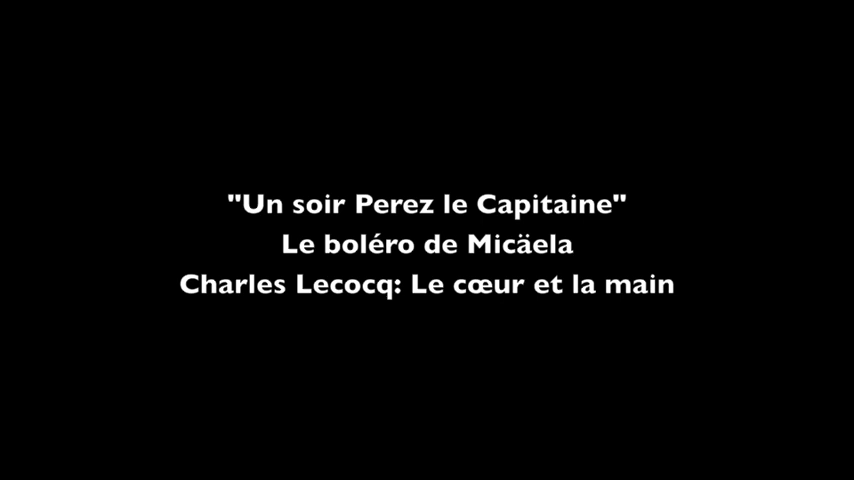 "Un soir Perez le Capitaine"
Le boléro de Micäela
Charles Lecocq: Le cœur et la main